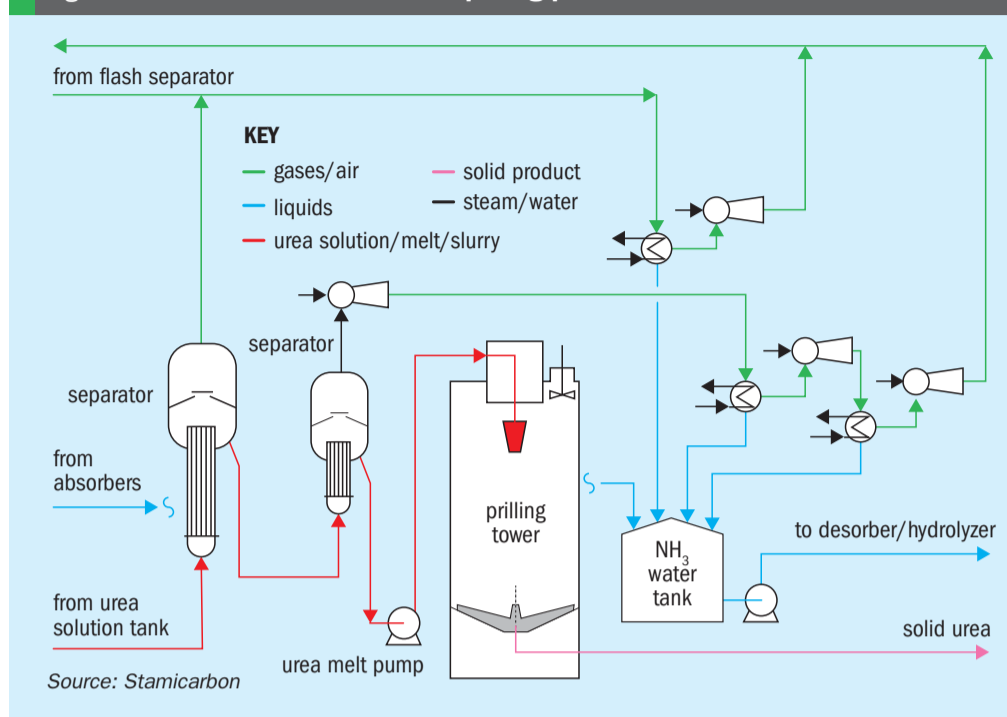 from flash separator
KEY
gases/air
solid product
liquids
steam/water
urea solution/melt/slurry
separator
separator
from
absorbers
prilling
tower
to desorber/hydrolyzer
NH3
water
tank
from urea
solution tank
solid urea
urea melt pump
Source: Stamicarbon